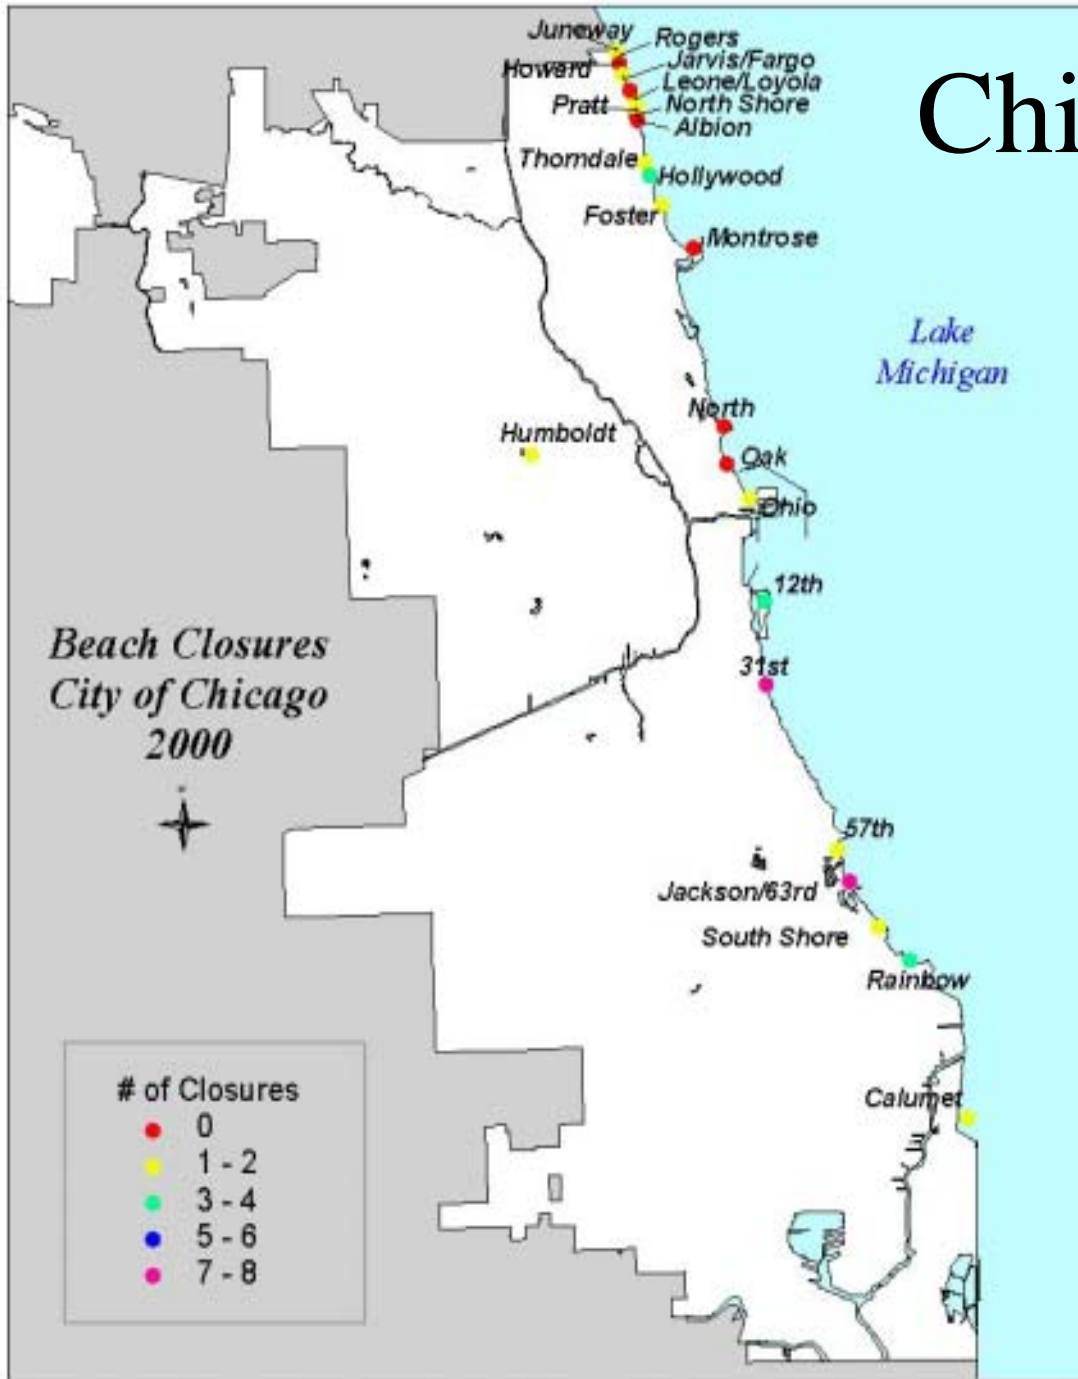 Chi
Juneway
Rogers
Howard
Jarvis/Fargo
Leone/Loyola
Pratt
North Shore
Albion
Thorndale
Hollywood
Foster
Montrose
Lake
Michigan
North
Humboldt
Oak
Ohio
12th
Beach Closures
City of Chicago
2000
31st
57th
Jackson/63rd
South Shore
Rainbow
Calumet
# of Closures
0
1 - 2
3 - 4
5 - 6
7 - 8